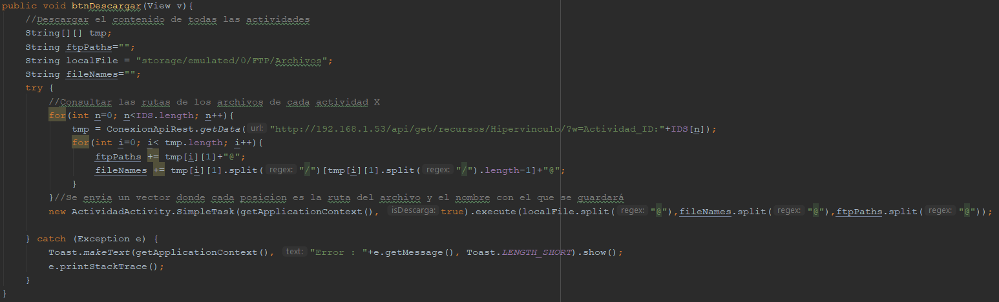 public void btnDescargar(View v){
    //Descargar el contenido de todas las actividades
    String[][] tmp;
    String ftpPaths="";
    String localFile = "storage/emulated/0/FTP/Archivos";
    String fileNames="";
    try {
        //Consultar las rutas de los archivos de cada actividad X
        for(int n=0; n<IDS.length; n++){
            tmp = ConexionApiRest.getData( url: "http://192.168.1.53/api/get/recursos/Hipervinculo/?w=Actividad_ID:"+IDS[n]);
            for(int i=0; i< tmp.length; i++){
                ftpPaths += tmp[i][1]+"@";
                fileNames += tmp[i][1].split( regex: "/")[tmp[i][1].split( regex: "/").length-1]+"@";
            }
        }//Se envia un vector donde cada posicion es la ruta del archivo y el nombre con el que se guardará
        new ActividadActivity.SimpleTask(getApplicationContext(), isDescarga: true).execute(localFile.split( regex: "@"),fileNames.split( regex: "@"),ftpPaths.split( regex: "@"));
    } catch (Exception e) {
        Toast.makeText(getApplicationContext(), text: "Error : "+e.getMessage(), Toast.LENGTH_SHORT).show();
        e.printStackTrace();
    }
}